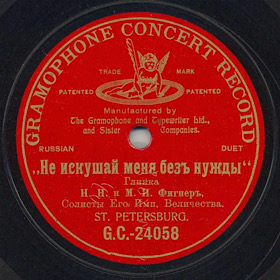 GRAMOPHONE CONCERT RECORD
TRADE MARK
PATENTED PATENTED
Manufactured by
The Gramophone and Typewriter Ltd.,
and Sister Companies.
RUSSIAN DUET
„Не искушай меня безъ нужды“
Глинка
Н. Н. и М. И. Фигнеръ,
Солисты Его Имп. Величества.
ST. PETERSBURG.
G.C.-24058